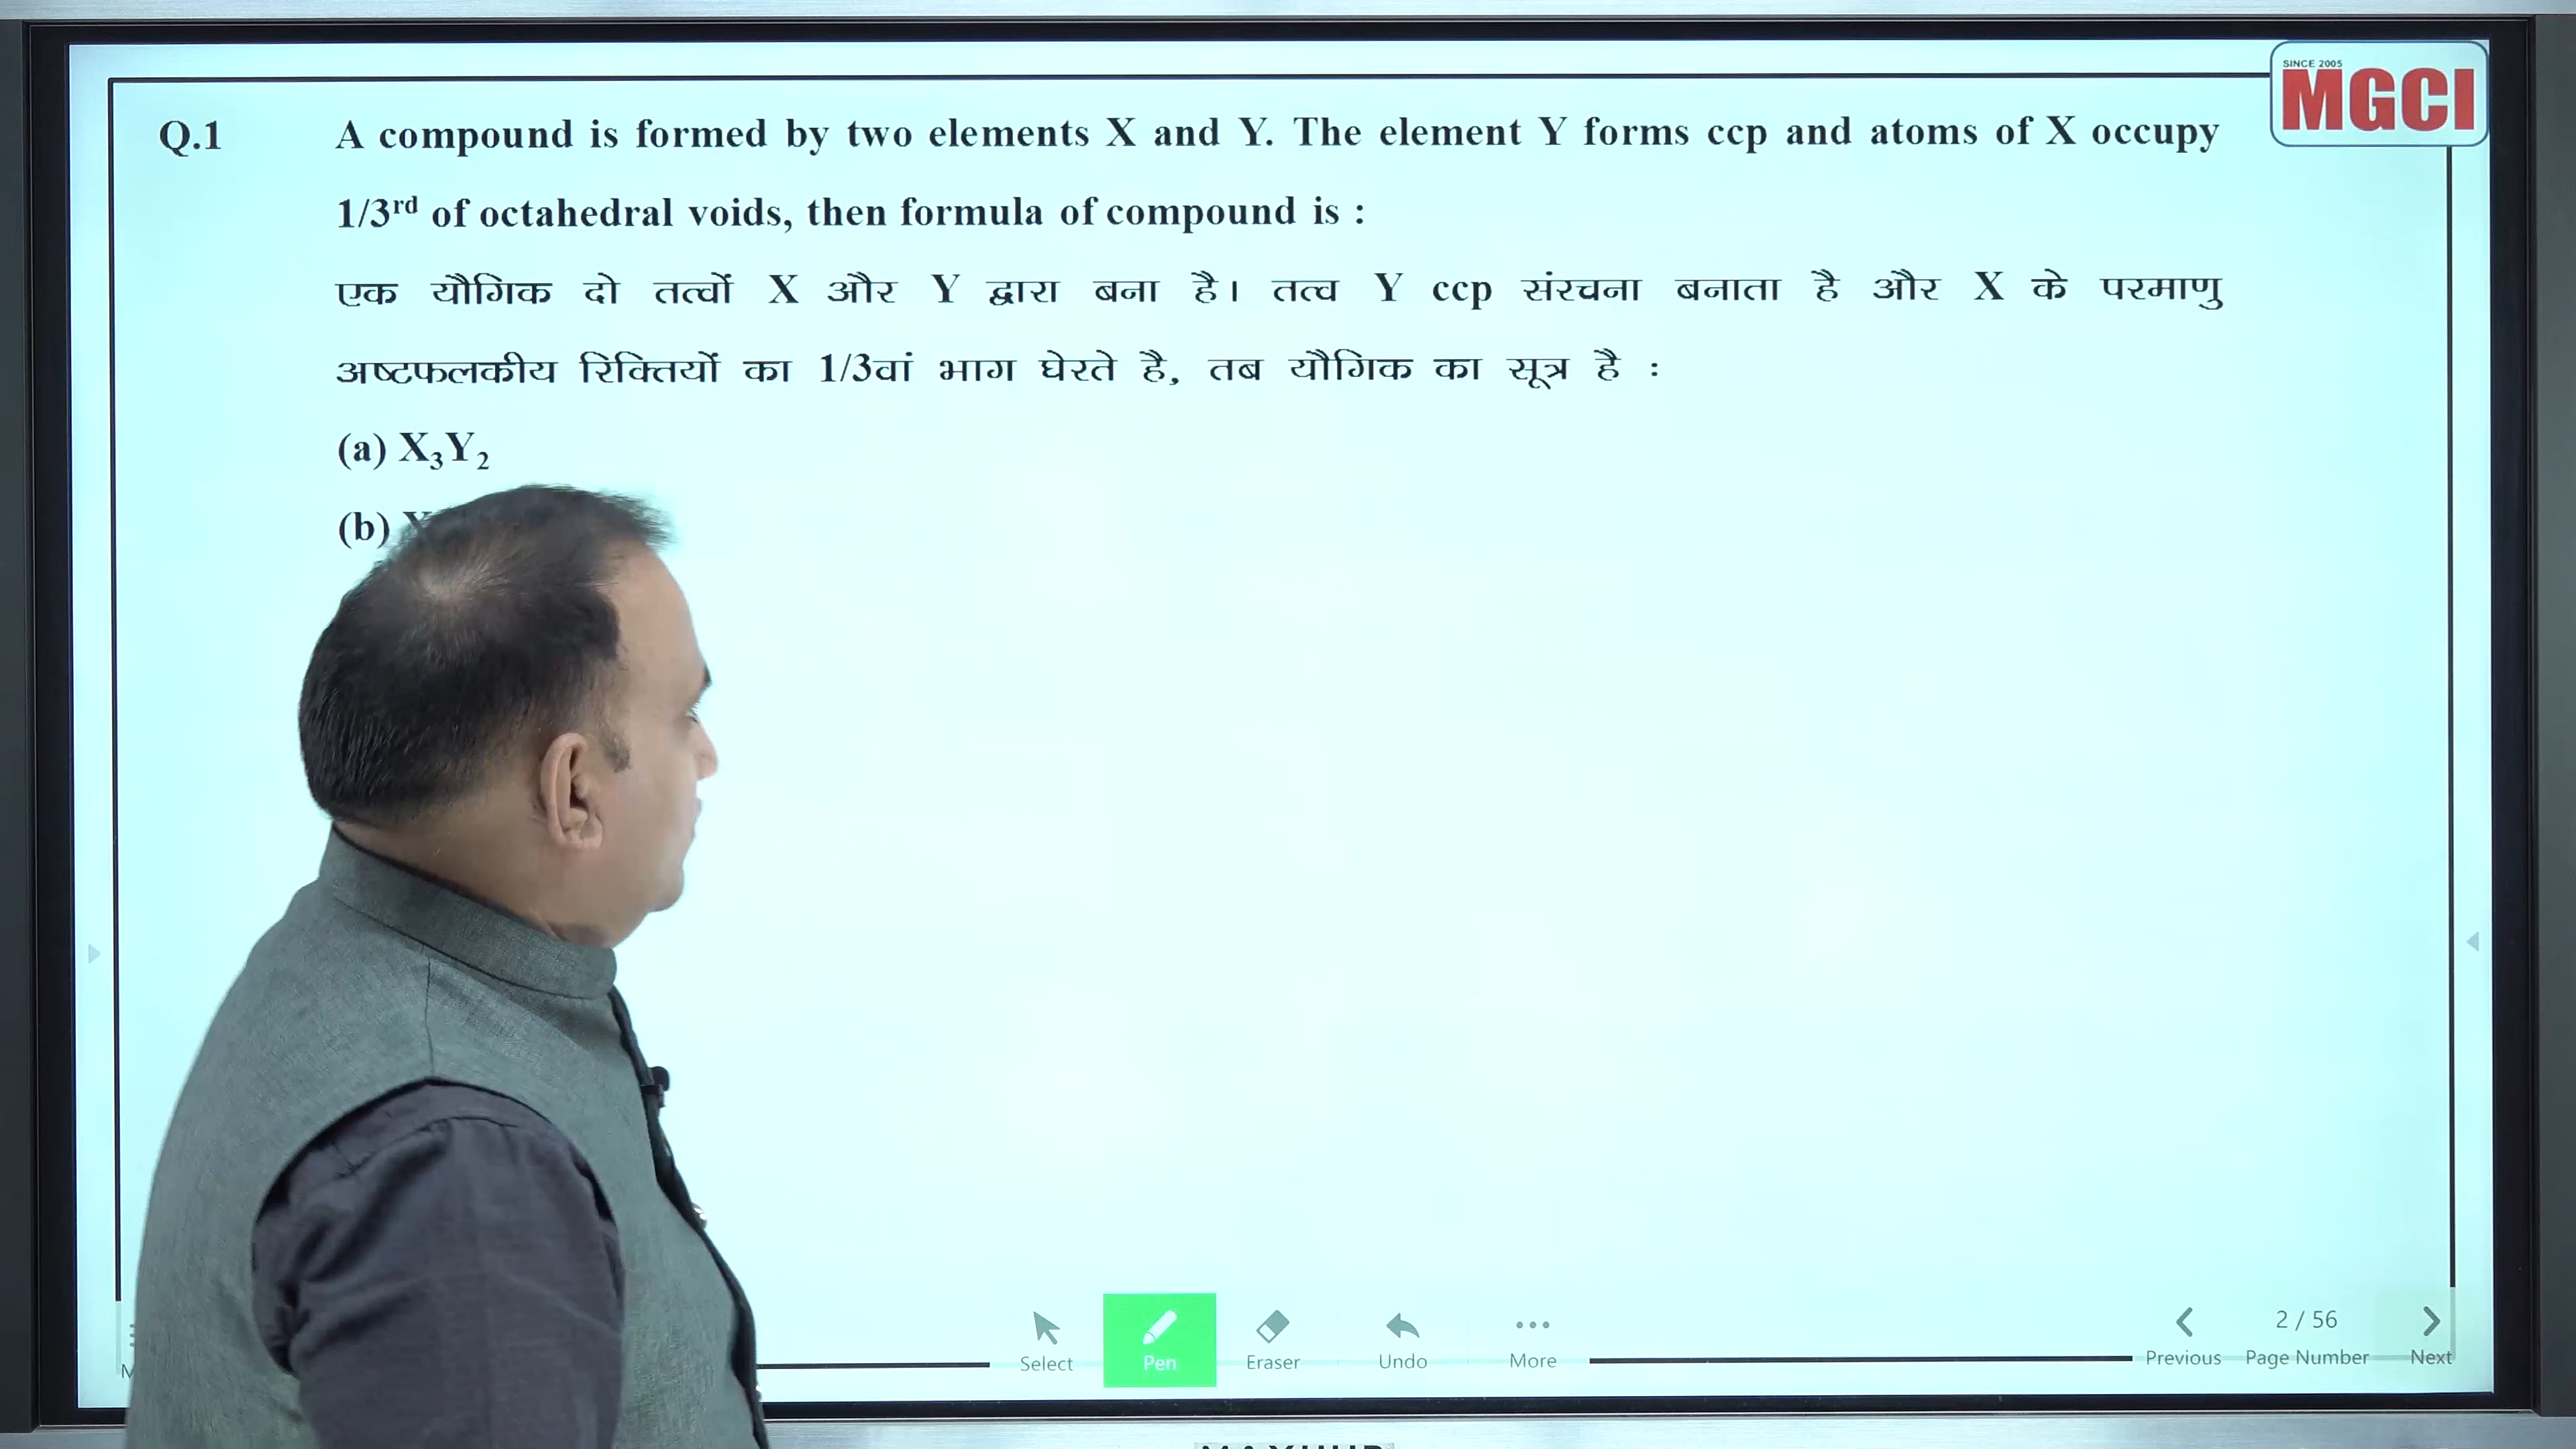 SINCE 2005
MGCI
Q.1 A compound is formed by two elements X and Y. The element Y forms ccp and atoms of X occupy
1/3rd of octahedral voids, then formula of compound is :
एक यौगिक दो तत्वों X और Y द्वारा बना है। तत्व Y ccp संरचना बनाता है और X के परमाणु
अष्टफलकीय रिक्तियों का 1/3वां भाग घेरते है, तब यौगिक का सूत्र है :
(a) X₃Y₂
(b)
Select Pen Eraser Undo More
2 / 56
Previous Page Number Next